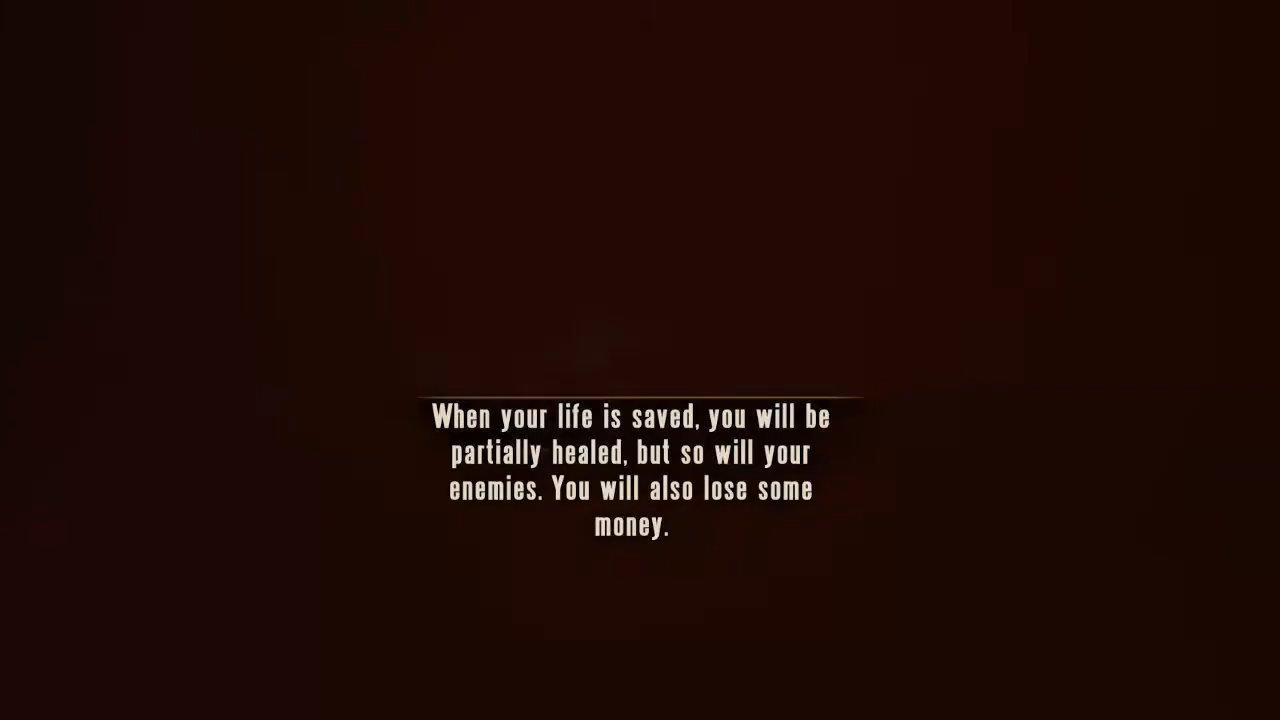 When your life is saved, you will be
partially healed, but so will your
enemies. You will also lose some
money.